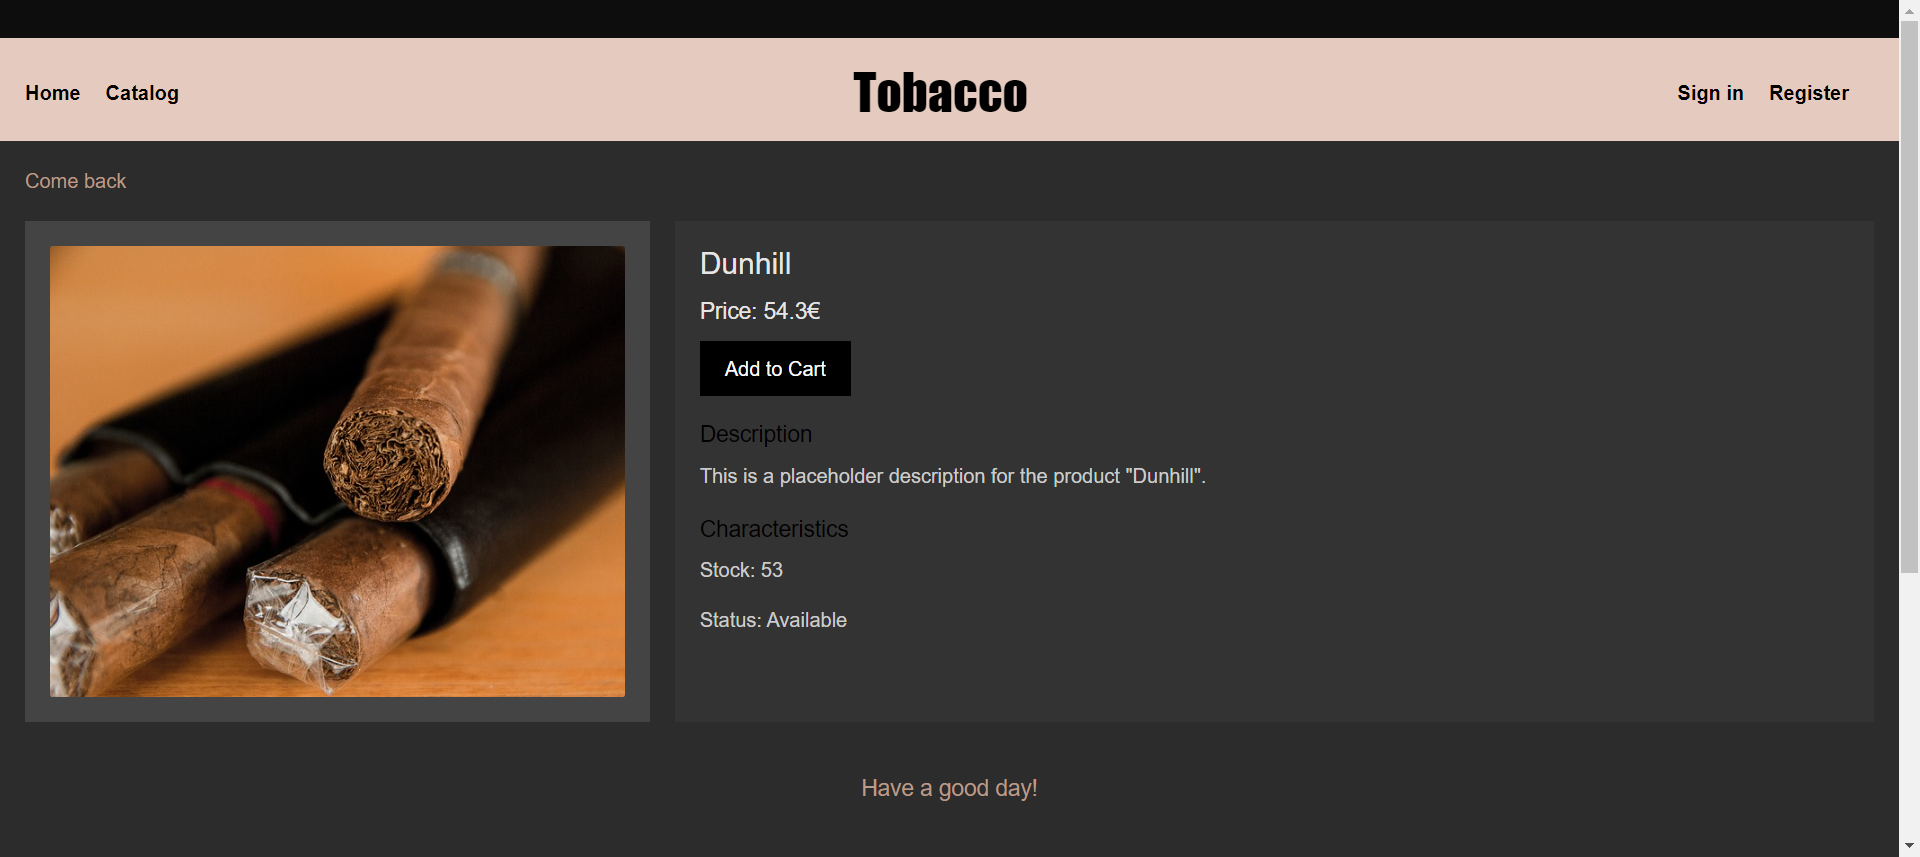 Home Catalog Tobacco Sign in Register
Come back
Dunhill
Price: 54.3€
Add to Cart
Description
This is a placeholder description for the product "Dunhill".
Characteristics
Stock: 53
Status: Available
Have a good day!